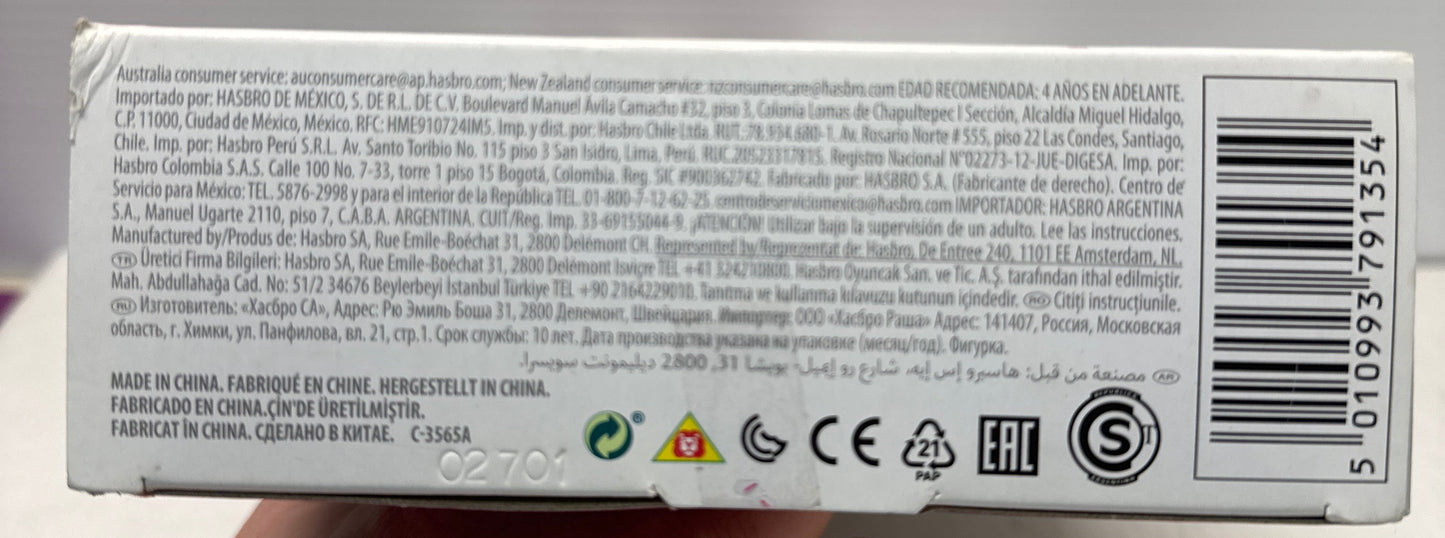 Australia consumer service: auconsumercare@ap.hasbro.com; New Zealand consumer service: nzconsumercare@hasbro.com EDAD RECOMENDADA: 4 AÑOS EN ADELANTE.
Importado por: HASBRO DE MÉXICO, S. DE R.L. DE C.V. Boulevard Manuel Ávila Camacho #32, piso 3, Colonia Lomas de Chapultepec I Sección, Alcaldía Miguel Hidalgo,
C.P. 11000, Ciudad de México, México. RFC: HME910724IM5. Imp. y dist. por: Hasbro Chile Ltda. RUT.:78.934.680-1. Av. Rosario Norte # 555, piso 22 Las Condes, Santiago,
Chile. Imp. por: Hasbro Perú S.R.L. Av. Santo Toribio No. 115 piso 3 San Isidro, Lima, Perú. RUC. Registro Nacional N°02273-12-JUE-DIGESA. Imp. por:
Hasbro Colombia S.A.S. Calle 100 No. 7-33, torre 1 piso 15 Bogotá, Colombia. Reg. SIC #900362742. Fabricado por: HASBRO S.A. (Fabricante de derecho). Centro de
Servicio para México: TEL. 5876-2998 y para el interior de la República TEL. 01-800-7-12-62-25. centrodeserviciomexico@hasbro.com IMPORTADOR: HASBRO ARGENTINA
S.A., Manuel Ugarte 2110, piso 7, C.A.B.A. ARGENTINA. CUIT/Reg. Imp. 33-69155044-9. ¡ATENCIÓN! Utilizar bajo la supervisión de un adulto. Lee las instrucciones.
Manufactured by/Produs de: Hasbro SA, Rue Emile-Boéchat 31, 2800 Delémont CH. Represented by/Reprezentat de: Hasbro, De Entree 240, 1101 EE Amsterdam, NL.
TR Üretici Firma Bilgileri: Hasbro SA, Rue Emile-Boéchat 31, 2800 Delémont İsviçre TEL +41 324210800. Hasbro Oyuncak San. ve Tic. A.Ş. tarafından ithal edilmiştir.
Mah. Abdullahağa Cad. No: 51/2 34676 Beylerbeyi İstanbul Türkiye TEL +90 2164229010. Tanıtma ve kullanma kılavuzu kutunun içindedir. RO Citiți instrucțiunile.
RU Изготовитель: «Хасбро СА», Адрес: Рю Эмиль Боша 31, 2800 Делемонт, Швейцария. Импортер: ООО «Хасбро Раша» Адрес: 141407, Россия, Московская
область, г. Химки, ул. Панфилова, вл. 21, стр.1. Срок службы: 10 лет. Дата производства указана на упаковке (месяц/год). Фигурка.
AR مصنعة من قبل: هاسبرو إس إيه، شارع رو إميل- بويشا 31, 2800 ديليمونت سويسرا.
MADE IN CHINA. FABRIQUÉ EN CHINE. HERGESTELLT IN CHINA.
FABRICADO EN CHINA.ÇİN'DE ÜRETİLMİŞTİR.
FABRICAT ÎN CHINA. СДЕЛАНО В КИТАЕ. C-3565A
02701
CE
21
PAP
EAC
S T
ARGENTINA
5 010993 791354